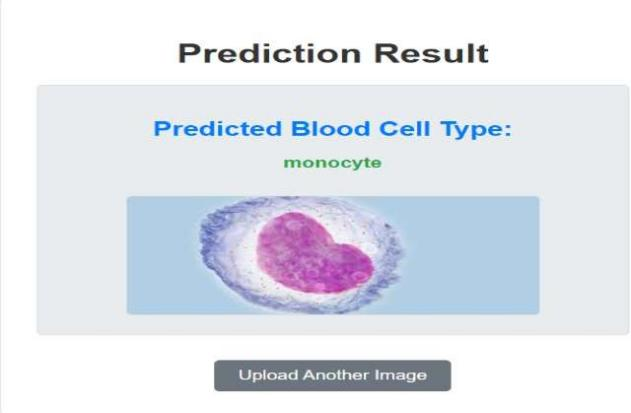 Prediction Result
Predicted Blood Cell Type:
monocyte
Upload Another Image